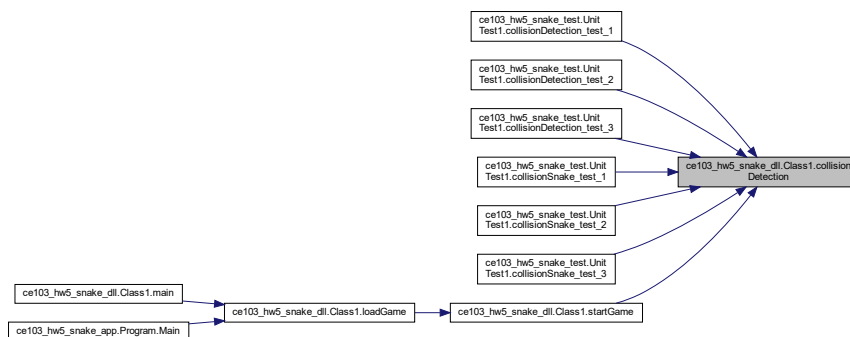 ce103_hw5_snake_test.Unit
Test1.collisionDetection_test_1
ce103_hw5_snake_test.Unit
Test1.collisionDetection_test_2
ce103_hw5_snake_test.Unit
Test1.collisionDetection_test_3
ce103_hw5_snake_test.Unit
Test1.collisionSnake_test_1
ce103_hw5_snake_test.Unit
Test1.collisionSnake_test_2
ce103_hw5_snake_test.Unit
Test1.collisionSnake_test_3
ce103_hw5_snake_dll.Class1.collision
Detection
ce103_hw5_snake_dll.Class1.main
ce103_hw5_snake_app.Program.Main
ce103_hw5_snake_dll.Class1.loadGame
ce103_hw5_snake_dll.Class1.startGame